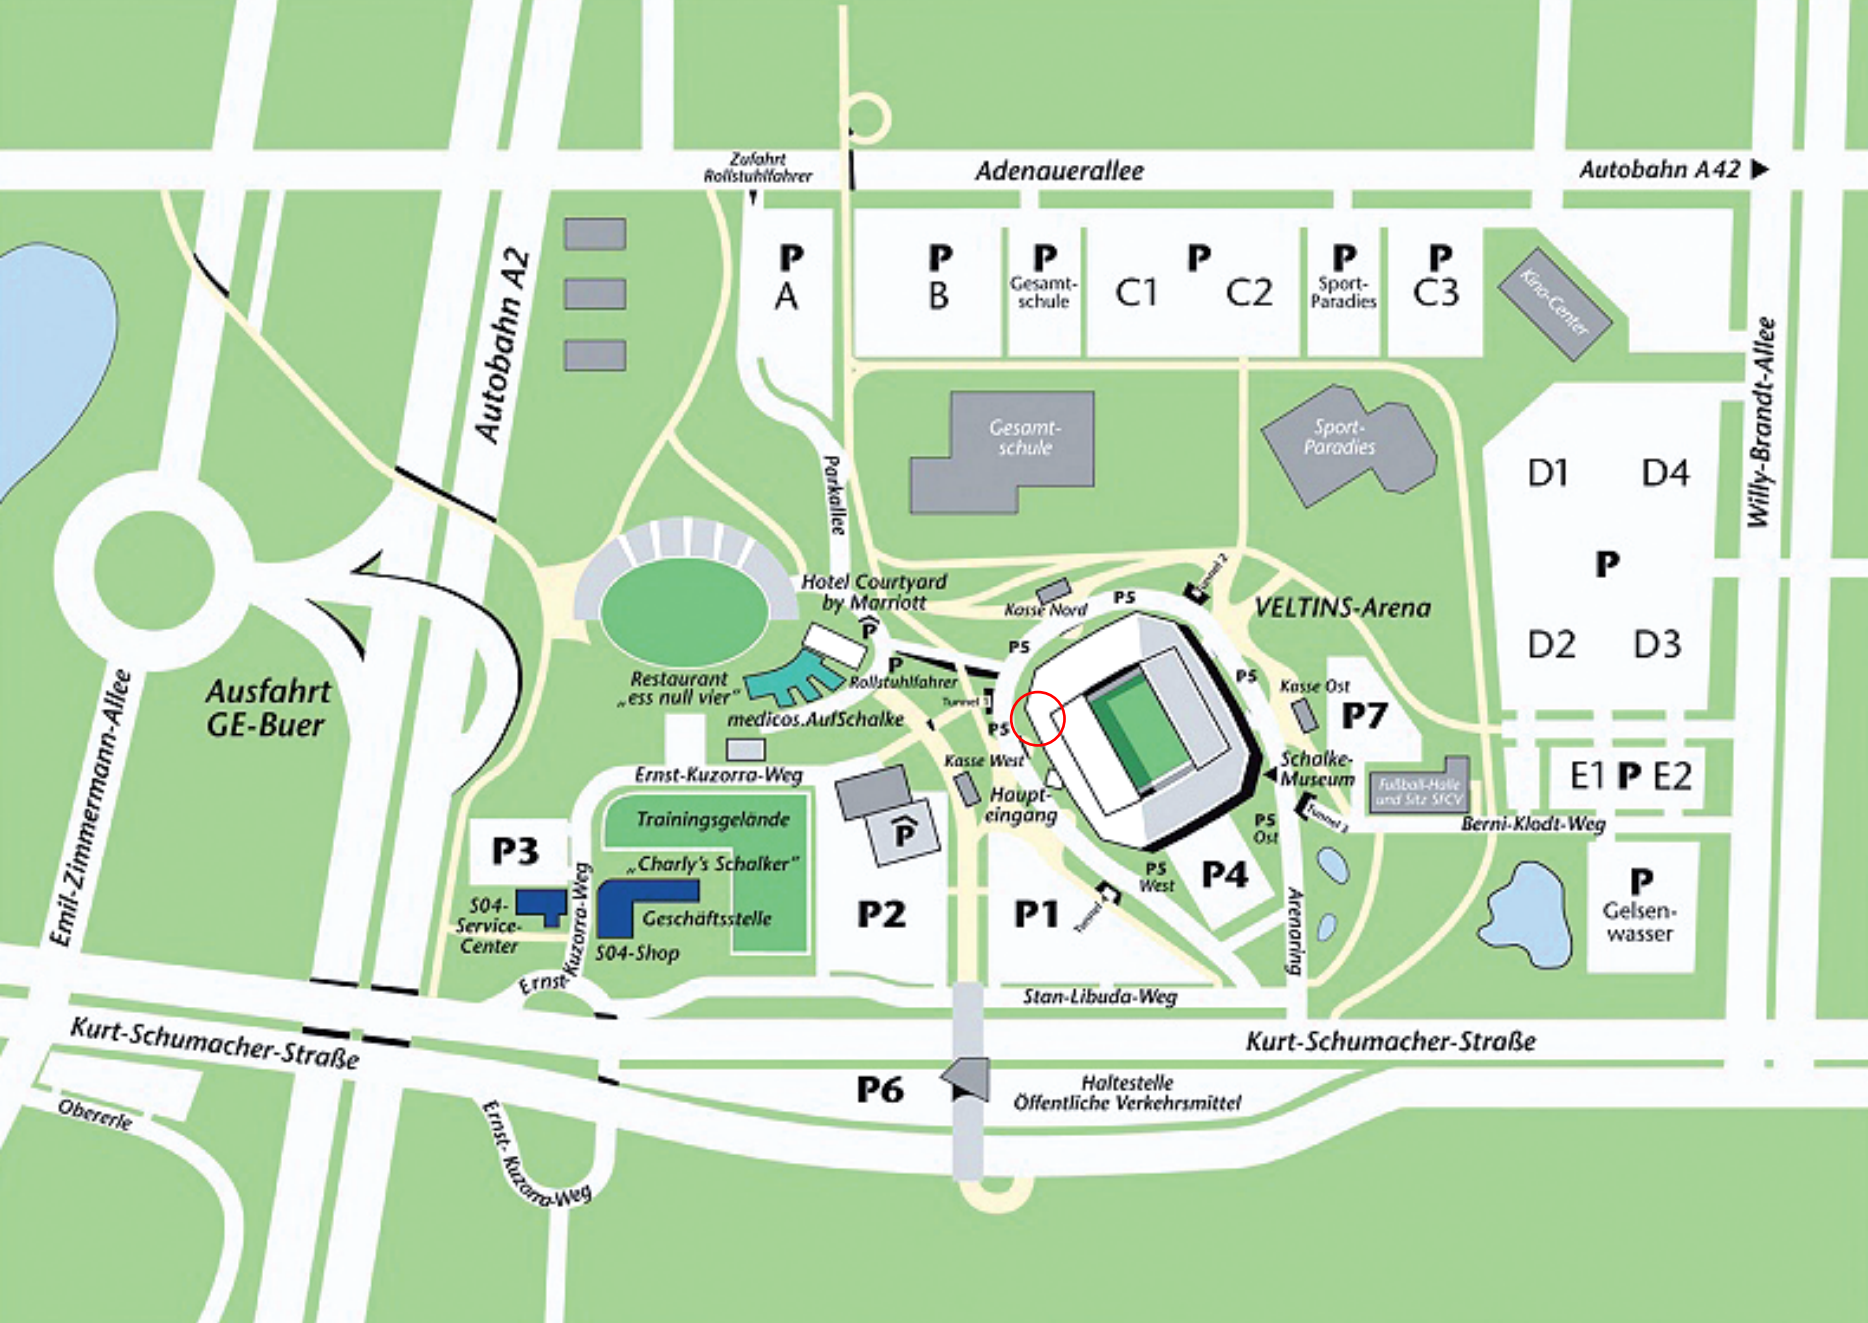 Zufahrt
Rollstuhlfahrer
Adenauerallee
Autobahn A42
P
A
P
B
P
Gesamt-
schule
P
C1 C2
P
Sport-
Paradies
P
C3
Kino-Center
Autobahn A2
Willy-Brandt-Allee
Gesamt-
schule
Sport-
Paradies
Parkallee
D1 D4
P
D2 D3
Hotel Courtyard
by Marriott
P
P
Rollstuhlfahrer
Kasse Nord
P5
Tunnel 2
VELTINS-Arena
P5
P5
Kasse Ost
P7
Restaurant
„ess null vier”
medicos.AufSchalke
Tunnel 1
P5
Ausfahrt
GE-Buer
Emil-Zimmermann-Allee
Ernst-Kuzorra-Weg
Kasse West
Haupt-
eingang
Schalke-
Museum
Fußball-Halle
und Sitz SFCV
E1 P E2
Tunnel 3
Berni-Klodt-Weg
Trainingsgelände
P
P5
Ost
P3
„Charly's Schalker”
P5
West
P4
S04-
Service-
Center
Geschäftsstelle
S04-Shop
Ernst-Kuzorra-Weg
P2
P1
Tunnel 4
Arenaring
P
Gelsen-
wasser
Stan-Libuda-Weg
Kurt-Schumacher-Straße
Kurt-Schumacher-Straße
P6
Haltestelle
Öffentliche Verkehrsmittel
Obererle
Ernst- Kuzorra-Weg